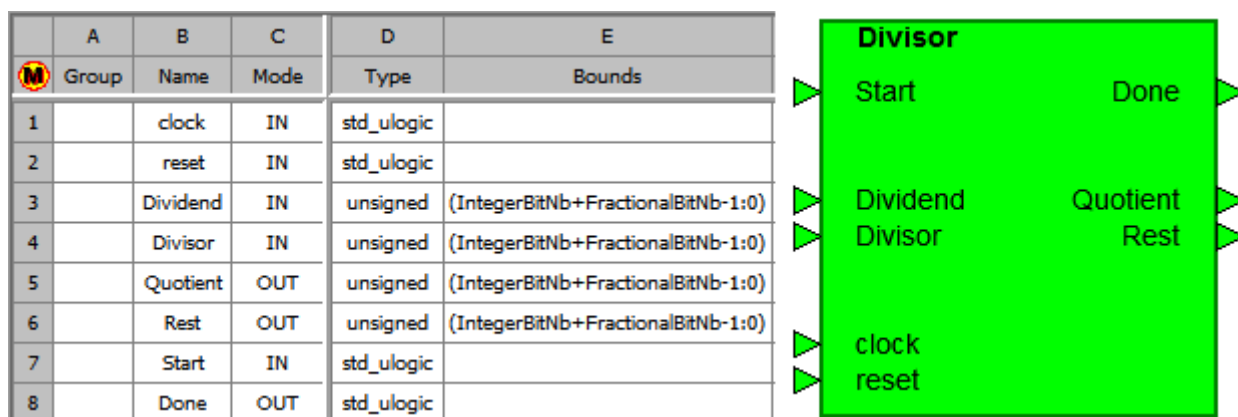 A B C D E
M Group Name Mode Type Bounds
1 clock IN std_ulogic
2 reset IN std_ulogic
3 Dividend IN unsigned (IntegerBitNb+FractionalBitNb-1:0)
4 Divisor IN unsigned (IntegerBitNb+FractionalBitNb-1:0)
5 Quotient OUT unsigned (IntegerBitNb+FractionalBitNb-1:0)
6 Rest OUT unsigned (IntegerBitNb+FractionalBitNb-1:0)
7 Start IN std_ulogic
8 Done OUT std_ulogic
Divisor
Start Done
Dividend Quotient
Divisor Rest
clock
reset